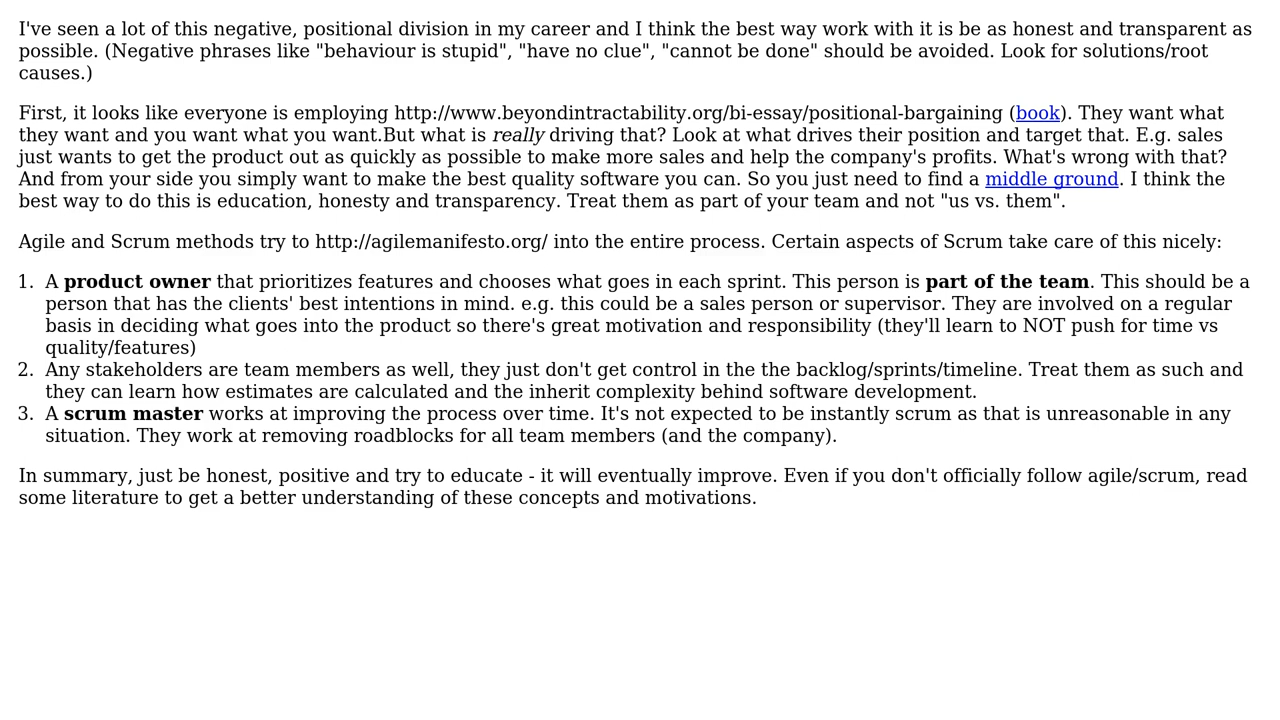 I've seen a lot of this negative, positional division in my career and I think the best way work with it is be as honest and transparent as
possible. (Negative phrases like "behaviour is stupid", "have no clue", "cannot be done" should be avoided. Look for solutions/root
causes.)
First, it looks like everyone is employing http://www.beyondintractability.org/bi-essay/positional-bargaining (book). They want what
they want and you want what you want.But what is really driving that? Look at what drives their position and target that. E.g. sales
just wants to get the product out as quickly as possible to make more sales and help the company's profits. What's wrong with that?
And from your side you simply want to make the best quality software you can. So you just need to find a middle ground. I think the
best way to do this is education, honesty and transparency. Treat them as part of your team and not "us vs. them".
Agile and Scrum methods try to http://agilemanifesto.org/ into the entire process. Certain aspects of Scrum take care of this nicely:
1. A product owner that prioritizes features and chooses what goes in each sprint. This person is part of the team. This should be a
person that has the clients' best intentions in mind. e.g. this could be a sales person or supervisor. They are involved on a regular
basis in deciding what goes into the product so there's great motivation and responsibility (they'll learn to NOT push for time vs
quality/features)
2. Any stakeholders are team members as well, they just don't get control in the the backlog/sprints/timeline. Treat them as such and
they can learn how estimates are calculated and the inherit complexity behind software development.
3. A scrum master works at improving the process over time. It's not expected to be instantly scrum as that is unreasonable in any
situation. They work at removing roadblocks for all team members (and the company).
In summary, just be honest, positive and try to educate - it will eventually improve. Even if you don't officially follow agile/scrum, read
some literature to get a better understanding of these concepts and motivations.